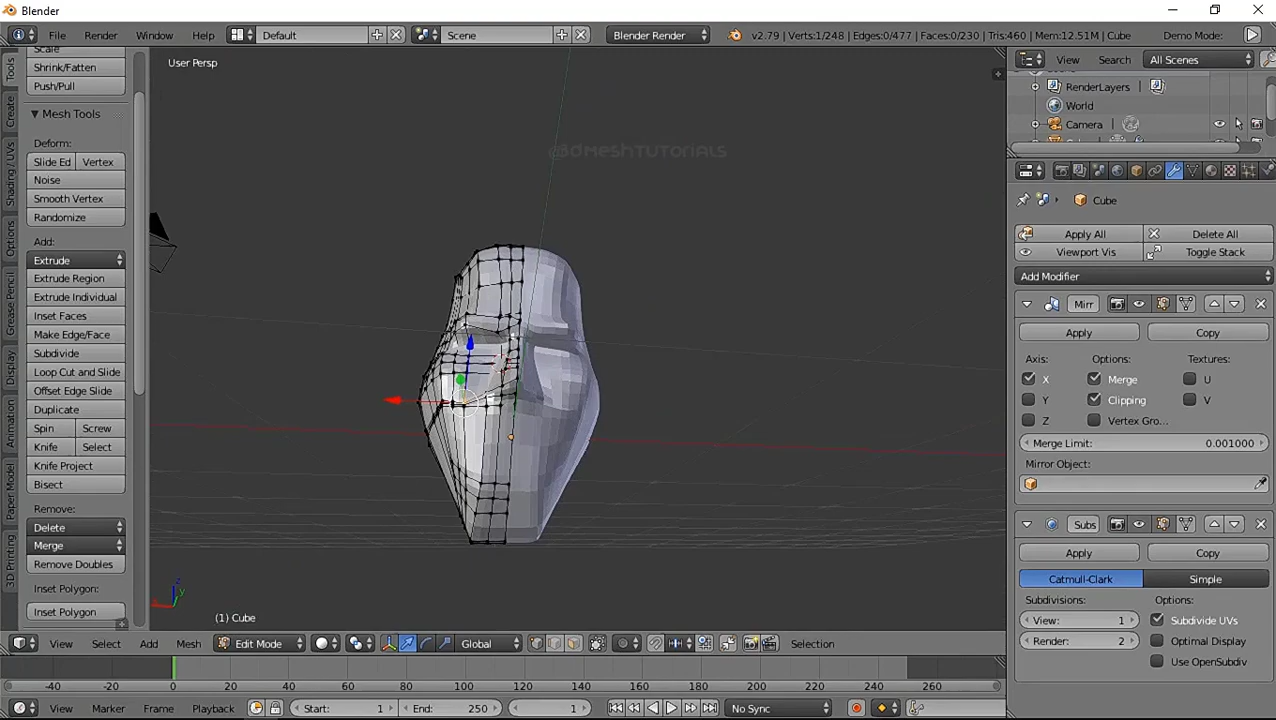 Blender
File Render Window Help Default Scene Blender Render v2.79 | Verts:1/248 | Edges:0/477 | Faces:0/230 | Tris:460 | Mem:12.51M | Cube Demo Mode:
Tools
Create
Shading / UVs
Options
Grease Pencil
Display
Animation
Paper Model
3D Printing
Scale
Shrink/Fatten
Push/Pull
Mesh Tools
Deform:
Slide Ed Vertex
Noise
Smooth Vertex
Randomize
Add:
Extrude
Extrude Region
Extrude Individual
Inset Faces
Make Edge/Face
Subdivide
Loop Cut and Slide
Offset Edge Slide
Duplicate
Spin Screw
Knife Select
Knife Project
Bisect
Remove:
Delete
Merge
Remove Doubles
Inset Polygon:
Inset Polygon
User Persp
@3DMeshTutorials
z
y
(1) Cube
View Search All Scenes
RenderLayers
World
Camera
Cube
Apply All Delete All
Viewport Vis Toggle Stack
Add Modifier
Mirr
Apply Copy
Axis: Options: Textures:
X Merge U
Y Clipping V
Z Vertex Gro...
Merge Limit: 0.001000
Mirror Object:
Subs
Apply Copy
Catmull-Clark Simple
Subdivisions: Options:
View: 1 Subdivide UVs
Render: 2 Optimal Display
Use OpenSubdiv
View Select Add Mesh Edit Mode Global Selection
-40 -20 0 20 40 60 80 100 120 140 160 180 200 220 240 260
View Marker Frame Playback Start: 1 End: 250 1 No Sync